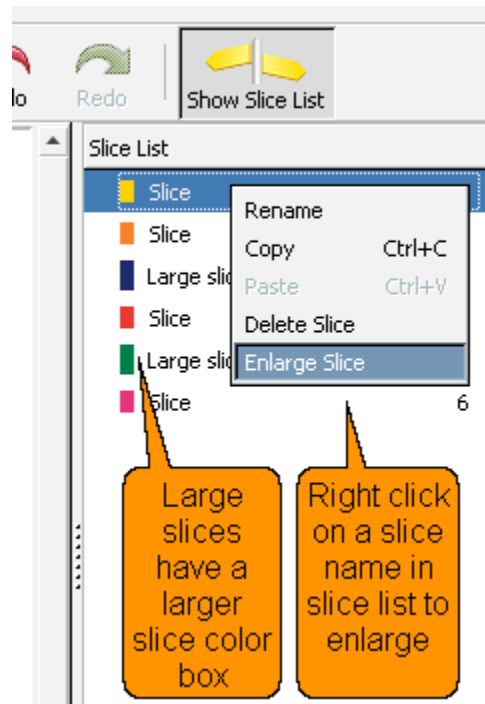 lo
Redo
Show Slice List
Slice List
Slice
Rename
Slice
Copy Ctrl+C
Large slic
Paste Ctrl+V
Slice
Delete Slice
Large slic
Enlarge Slice
Slice 6
Large
slices
have a
larger
slice color
box
Right click
on a slice
name in
slice list to
enlarge